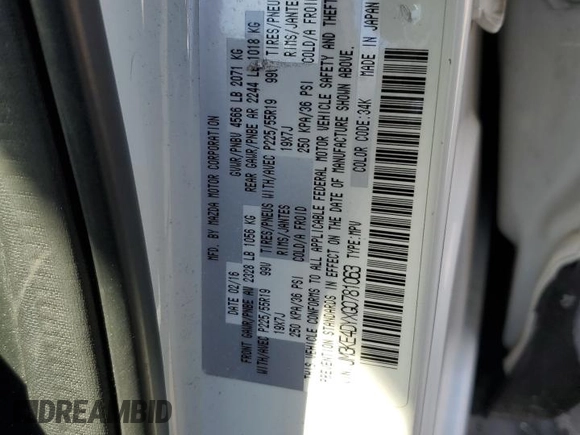 MFD. BY MAZDA MOTOR CORPORATION
DATE 02/16 GVWR/PNBV 4566 LB 2071 KG
FRONT GAWR/PNBE AV 2328 LB 1056 KG REAR GAWR/PNBE AR 2244 LB 1018 KG
WITH/AVEC P225/55R19 99V TIRES/PNEUS WITH/AVEC P225/55R19 99V TIRES/PNEU
19X7J RIMS/JANTES 19X7J RIMS/JANTES
250 KPA/36 PSI COLD/A FROID 250 KPA/36 PSI COLD/A FROID
THIS VEHICLE CONFORMS TO ALL APPLICABLE FEDERAL MOTOR VEHICLE SAFETY AND THEFT
PREVENTION STANDARDS IN EFFECT ON THE DATE OF MANUFACTURE SHOWN ABOVE.
TYPE:MPV COLOR CODE:34K MADE IN JAPAN
IDREAMBID